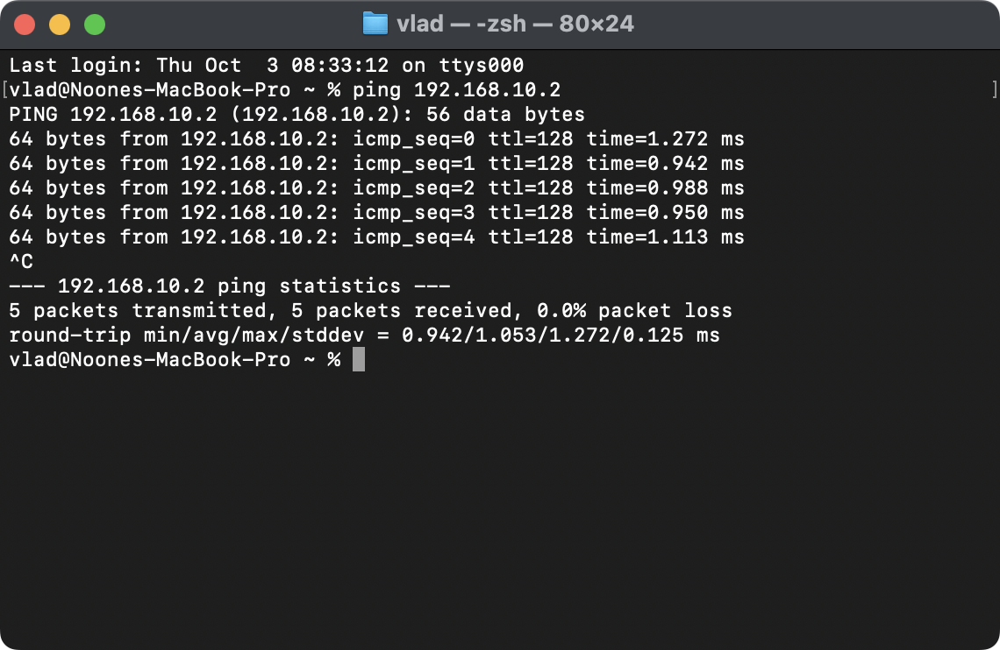 vlad — -zsh — 80×24
Last login: Thu Oct  3 08:33:12 on ttys000
[vlad@Noones-MacBook-Pro ~ % ping 192.168.10.2 ]
PING 192.168.10.2 (192.168.10.2): 56 data bytes
64 bytes from 192.168.10.2: icmp_seq=0 ttl=128 time=1.272 ms
64 bytes from 192.168.10.2: icmp_seq=1 ttl=128 time=0.942 ms
64 bytes from 192.168.10.2: icmp_seq=2 ttl=128 time=0.988 ms
64 bytes from 192.168.10.2: icmp_seq=3 ttl=128 time=0.950 ms
64 bytes from 192.168.10.2: icmp_seq=4 ttl=128 time=1.113 ms
^C
--- 192.168.10.2 ping statistics ---
5 packets transmitted, 5 packets received, 0.0% packet loss
round-trip min/avg/max/stddev = 0.942/1.053/1.272/0.125 ms
vlad@Noones-MacBook-Pro ~ %